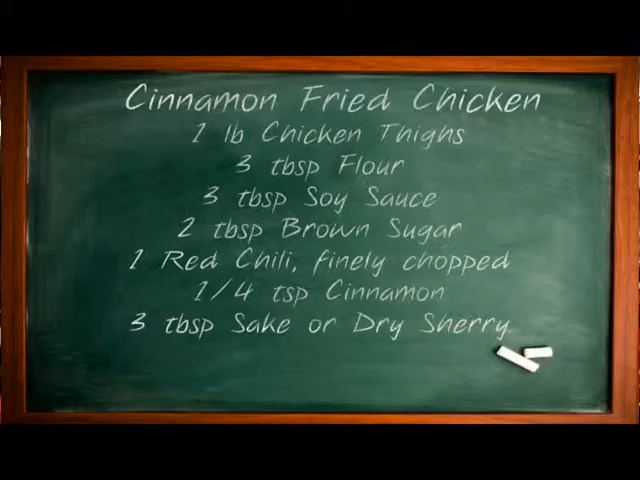 Cinnamon Fried Chicken
1 lb Chicken Thighs
3 tbsp Flour
3 tbsp Soy Sauce
2 tbsp Brown Sugar
1 Red Chili, finely chopped
1/4 tsp Cinnamon
3 tbsp Sake or Dry Sherry